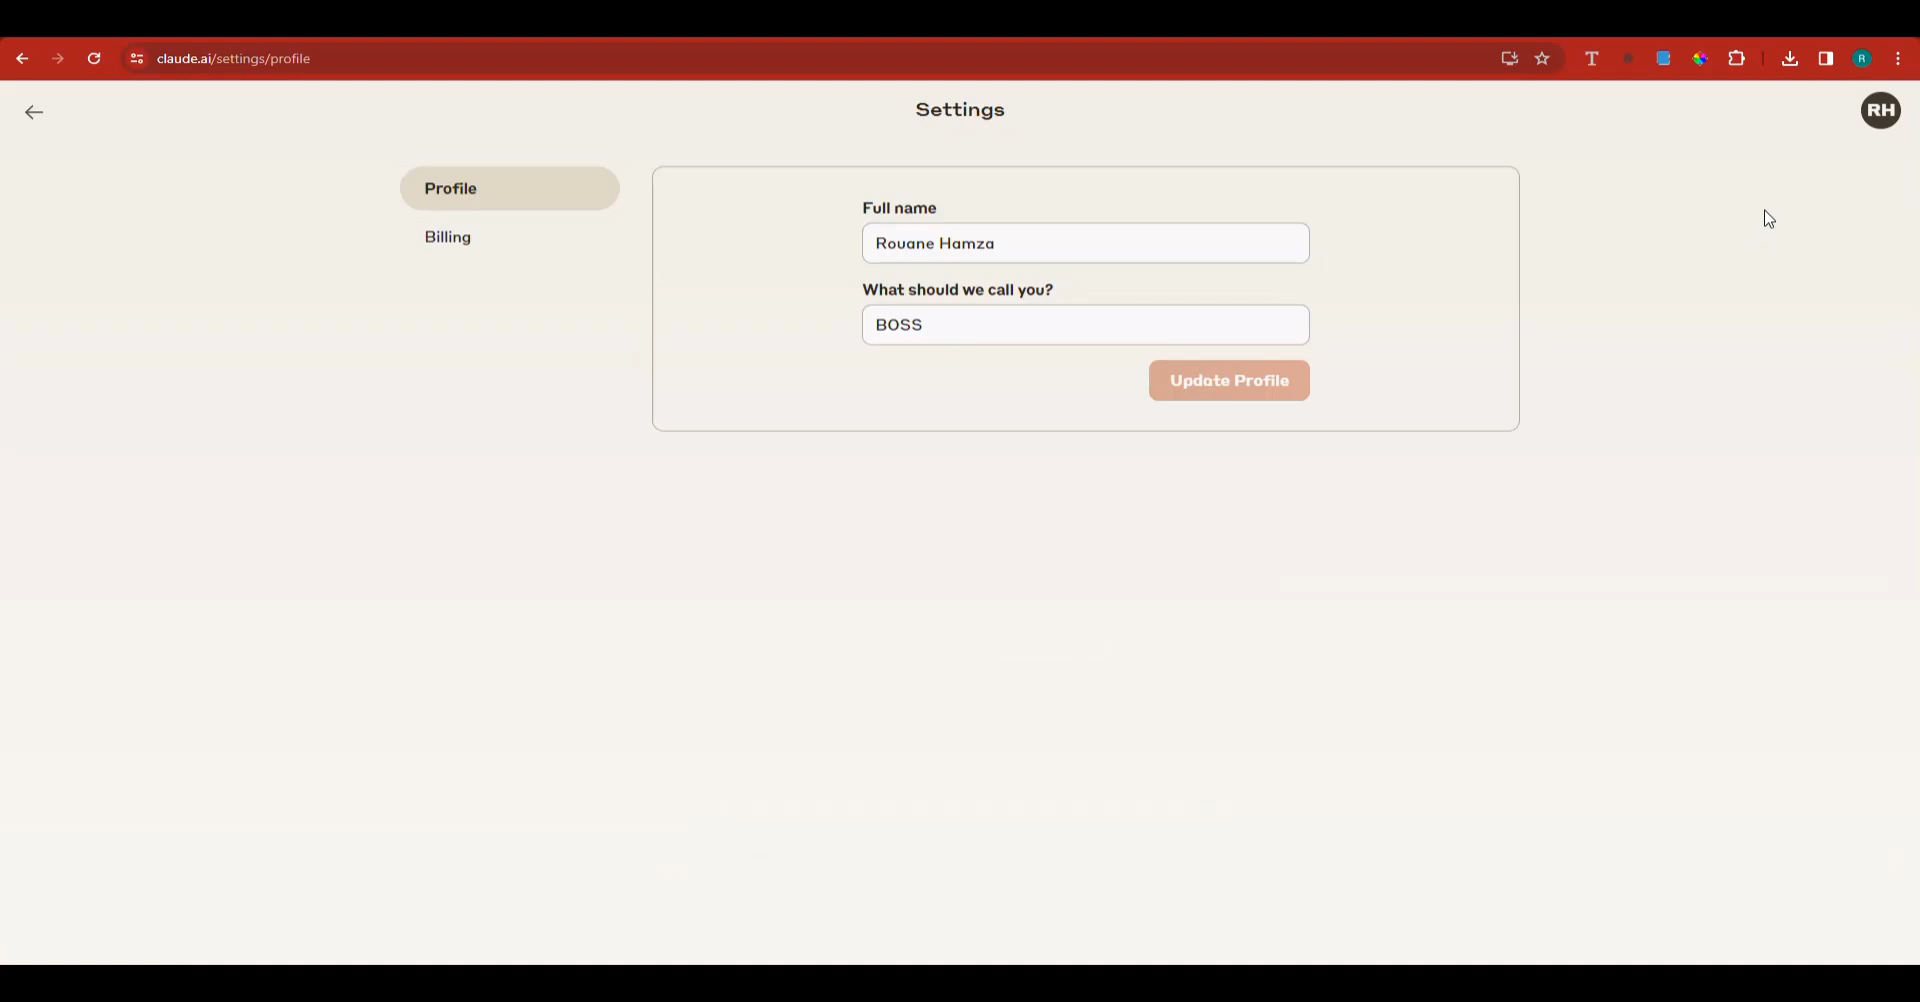 claude.ai/settings/profile
T
R
Settings
RH
Profile
Billing
Full name
Rouane Hamza
What should we call you?
BOSS
Update Profile